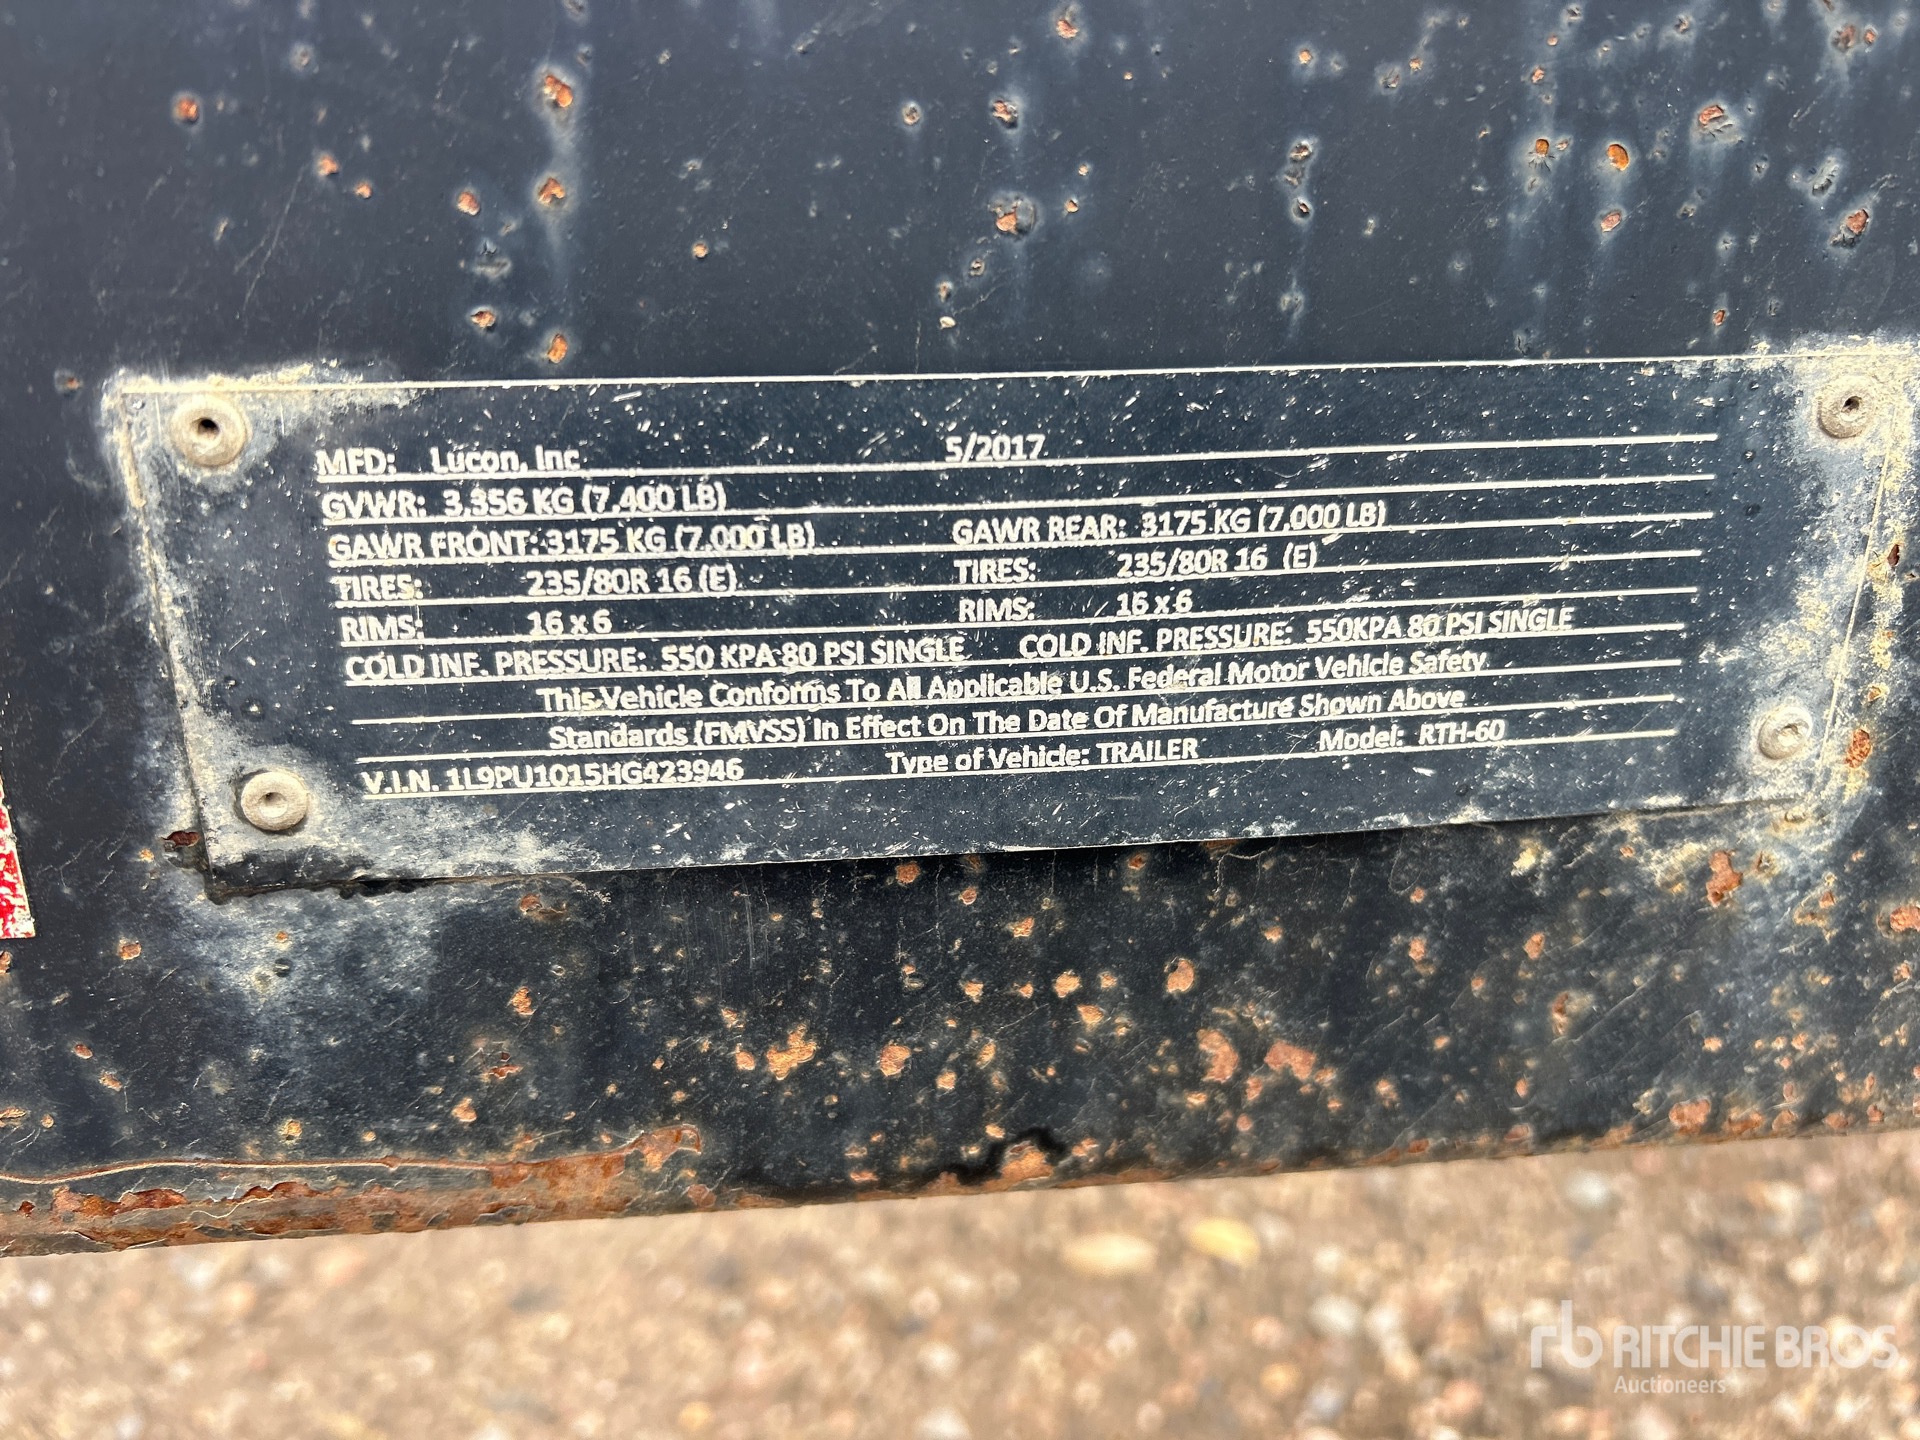 MFD: Lucon, Inc 5/2017
GVWR: 3,356 KG (7,400 LB)
GAWR FRONT: 3175 KG (7,000 LB) GAWR REAR: 3175 KG (7,000 LB)
TIRES: 235/80R 16 (E) TIRES: 235/80R 16 (E)
RIMS: 16 x 6 RIMS: 16 x 6
COLD INF. PRESSURE: 550 KPA 80 PSI SINGLE COLD INF. PRESSURE: 550KPA 80 PSI SINGLE
This Vehicle Conforms To All Applicable U.S. Federal Motor Vehicle Safety
Standards (FMVSS) In Effect On The Date Of Manufacture Shown Above
V.I.N. 1L9PU1015HG423946 Type of Vehicle: TRAILER Model: RTH-60
rb RITCHIE BROS.
Auctioneers